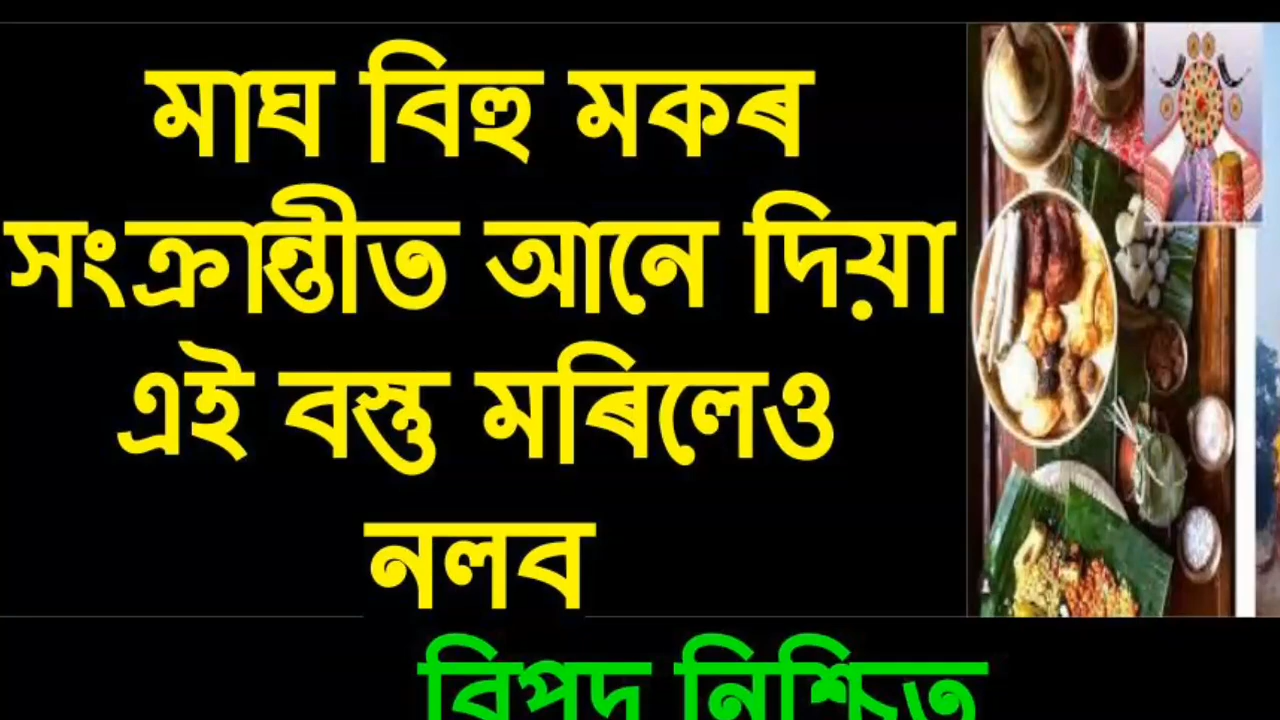 মাঘ বিহু মকৰ
সংক্ৰান্তীত আনে দিয়া
এই বস্তু মৰিলেও
নলব
বিপদ নিশ্চিত